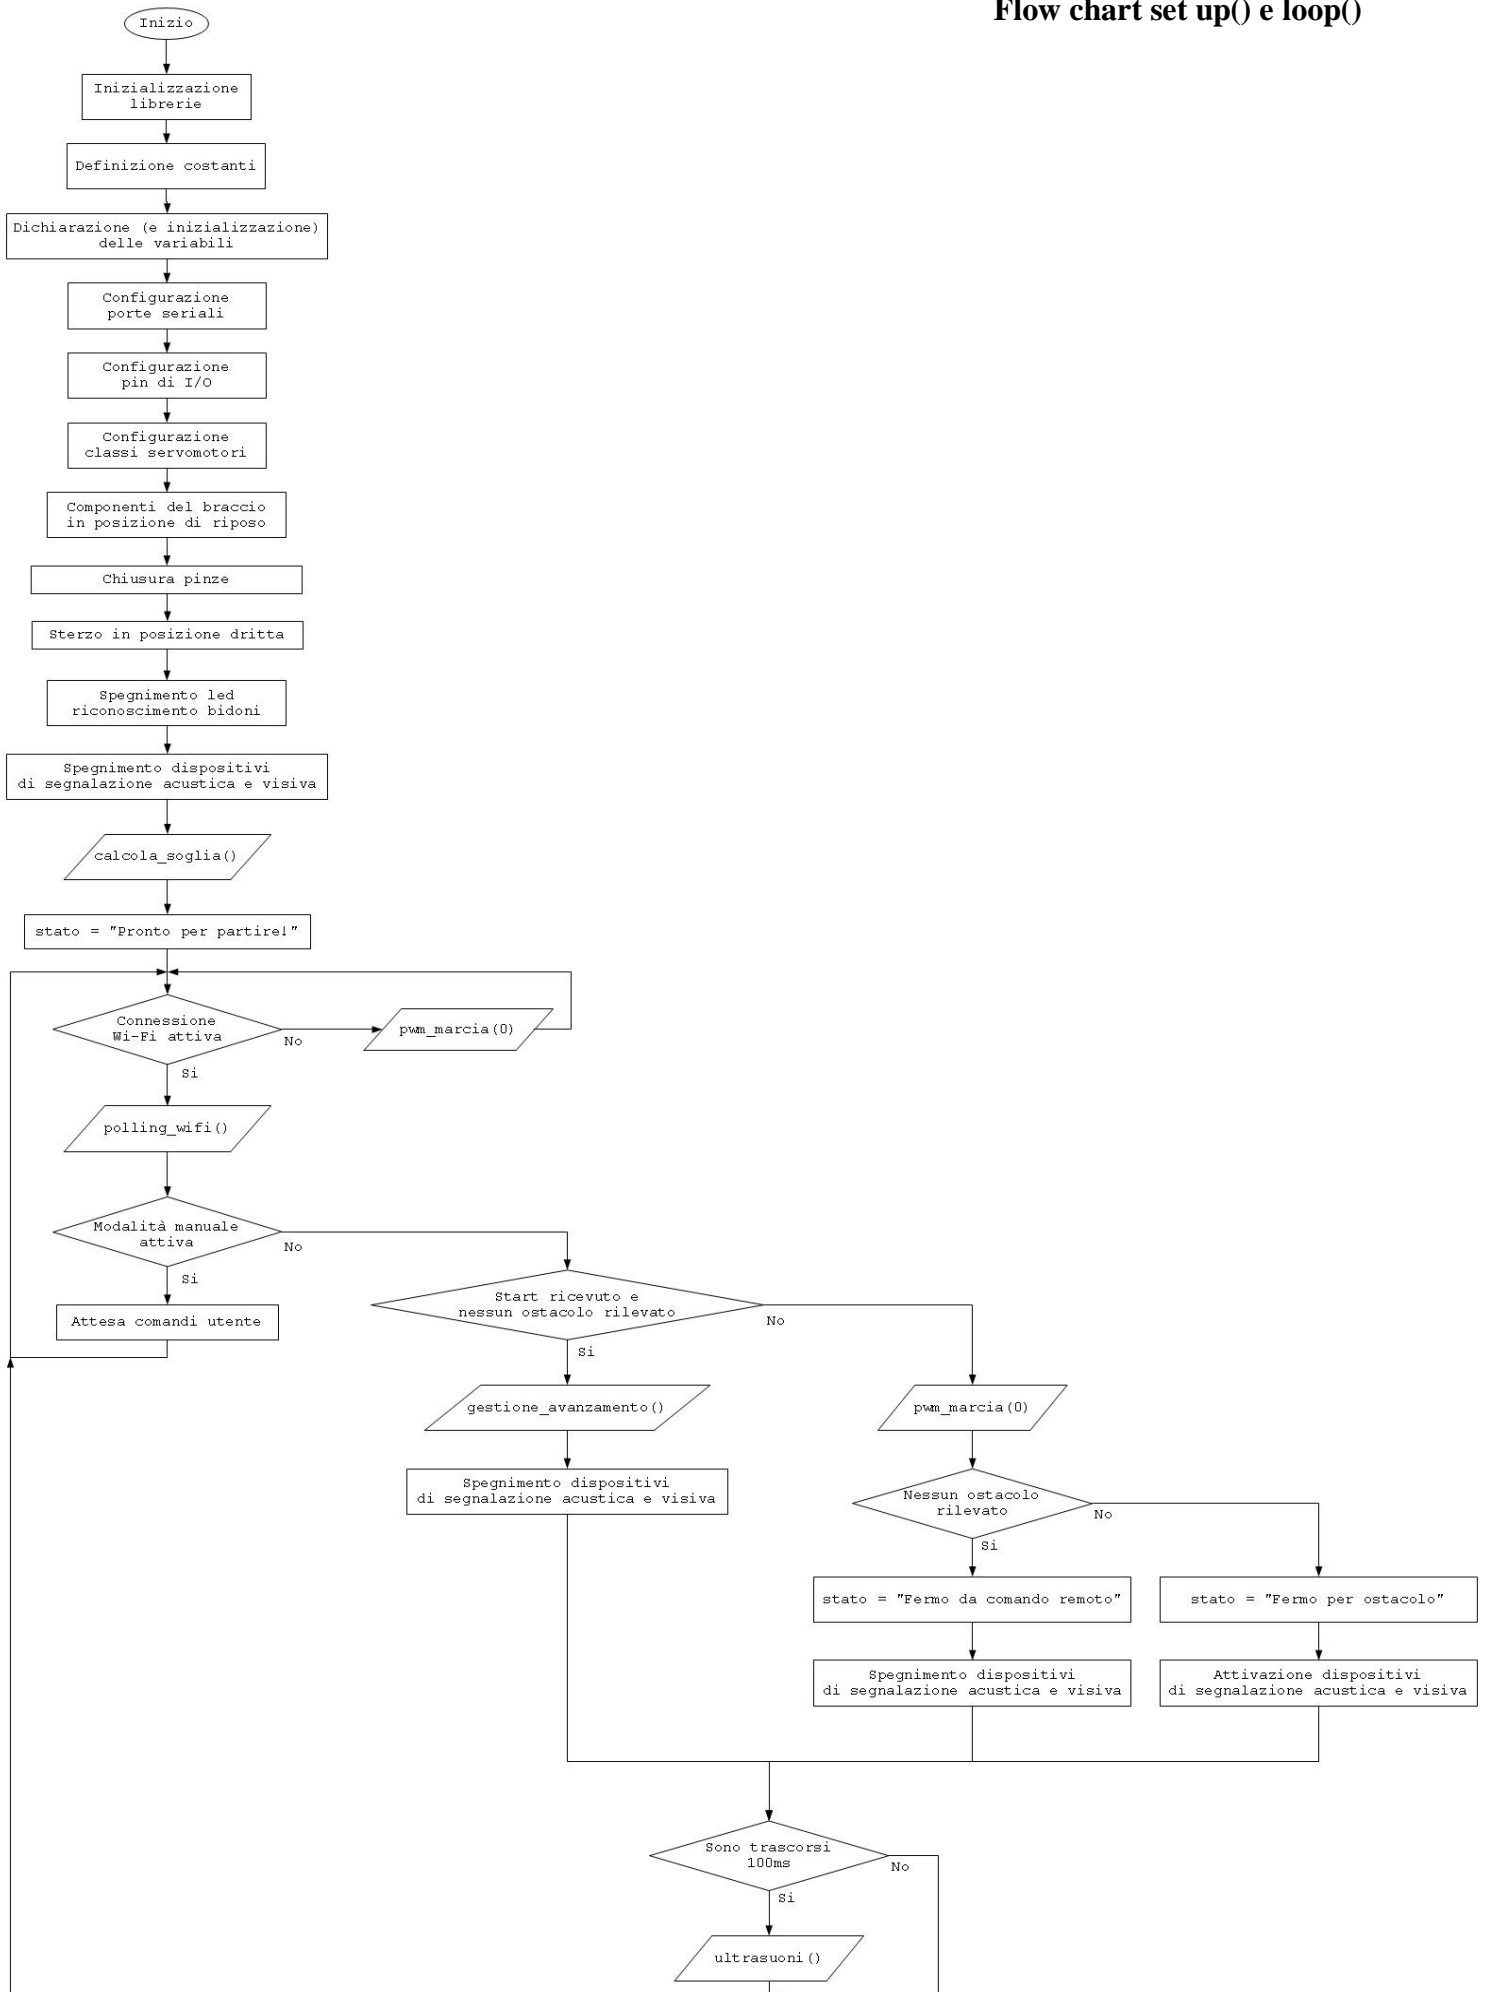 Flow chart set up() e loop()
Inizio
Inizializzazione
librerie
Definizione costanti
Dichiarazione (e inizializzazione)
delle variabili
Configurazione
porte seriali
Configurazione
pin di I/O
Configurazione
classi servomotori
Componenti del braccio
in posizione di riposo
Chiusura pinze
Sterzo in posizione dritta
Spegnimento led
riconoscimento bidoni
Spegnimento dispositivi
di segnalazione acustica e visiva
calcola_soglia()
stato = "Pronto per partire!"
Connessione
Wi-Fi attiva
No
pwm_marcia(0)
Si
polling_wifi()
Modalità manuale
attiva
No
Si
Attesa comandi utente
Start ricevuto e
nessun ostacolo rilevato
No
Si
gestione_avanzamento()
Spegnimento dispositivi
di segnalazione acustica e visiva
pwm_marcia(0)
Nessun ostacolo
rilevato
No
Si
stato = "Fermo da comando remoto"
Spegnimento dispositivi
di segnalazione acustica e visiva
stato = "Fermo per ostacolo"
Attivazione dispositivi
di segnalazione acustica e visiva
Sono trascorsi
100ms
No
Si
ultrasuoni()